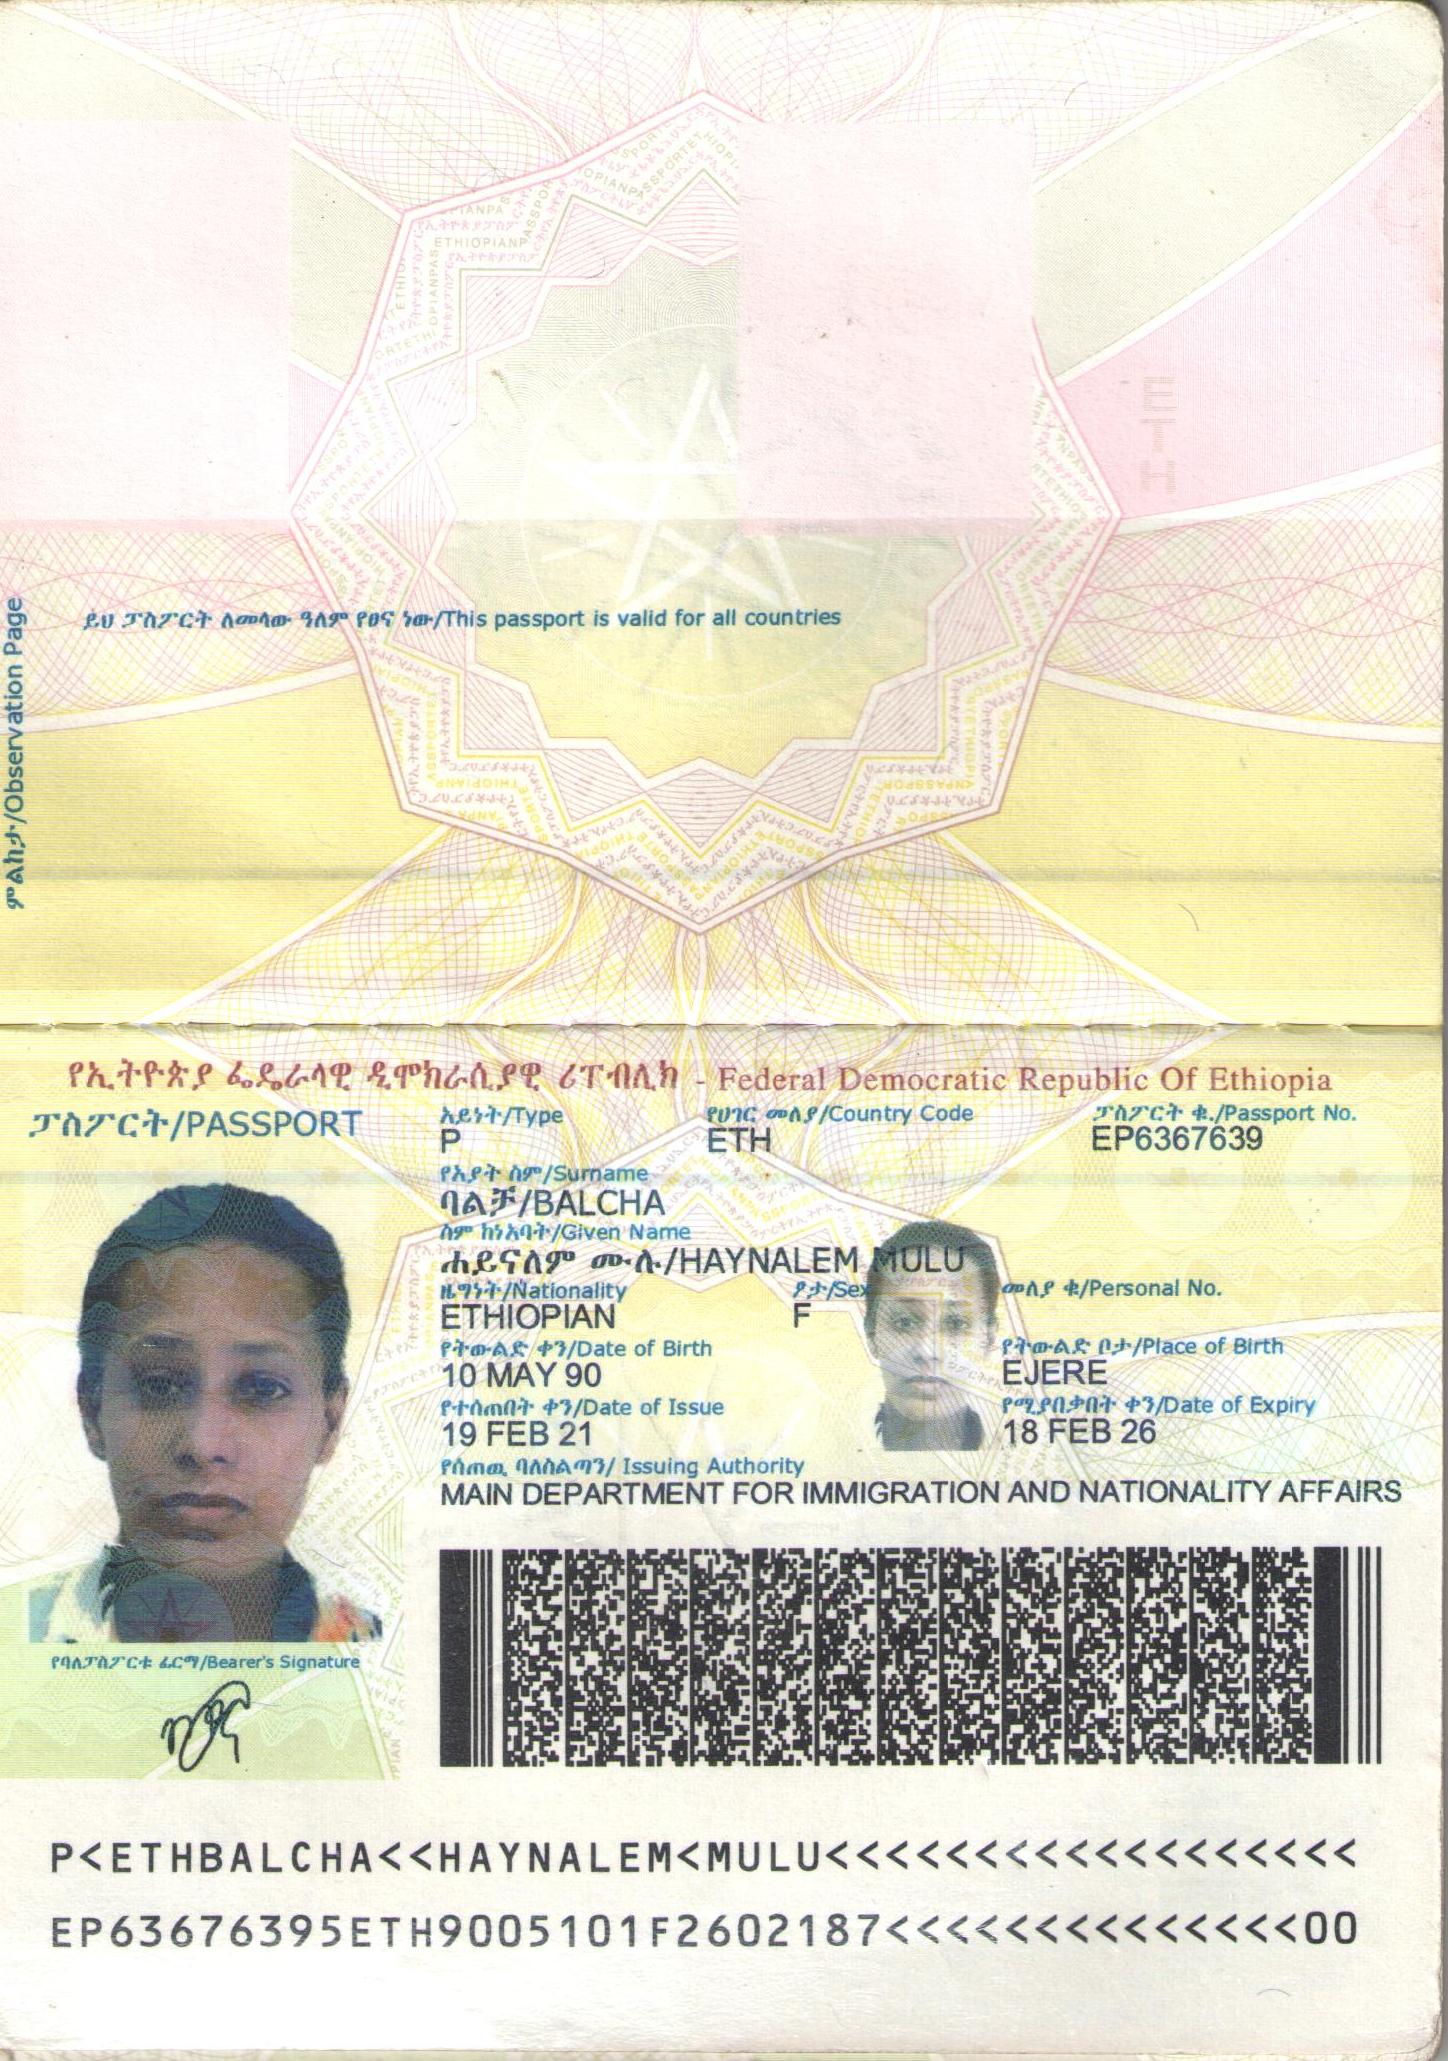 ይህ ፓስፖርት ለመላው ዓለም የፀና ነው/This passport is valid for all countries
ምልከታ/Observation Page
ETH
የኢትዮጵያ ፌዴራላዊ ዲሞክራሲያዊ ሪፐብሊክ - Federal Democratic Republic Of Ethiopia
ፓስፖርት/PASSPORT
አይነት/Type የሀገር መለያ/Country Code ፓስፖርት ቁ./Passport No.
P ETH EP6367639
የአያት ስም/Surname
ባልቻ/BALCHA
ስም ከነአባት/Given Name
ሐይናለም ሙሉ/HAYNALEM MULU
ዜግነት/Nationality ፆታ/Sex መለያ ቁ/Personal No.
ETHIOPIAN F
የትውልድ ቀን/Date of Birth የትውልድ ቦታ/Place of Birth
10 MAY 90 EJERE
የተሰጠበት ቀን/Date of Issue የሚያበቃበት ቀን/Date of Expiry
19 FEB 21 18 FEB 26
የሰጠዉ ባለስልጣን/ Issuing Authority
MAIN DEPARTMENT FOR IMMIGRATION AND NATIONALITY AFFAIRS
የባለፓስፖርቱ ፊርማ/Bearer's Signature
P<ETHBALCHA<<HAYNALEM<MULU<<<<<<<<<<<<<<<<<<
EP63676395ETH9005101F2602187<<<<<<<<<<<<<<00